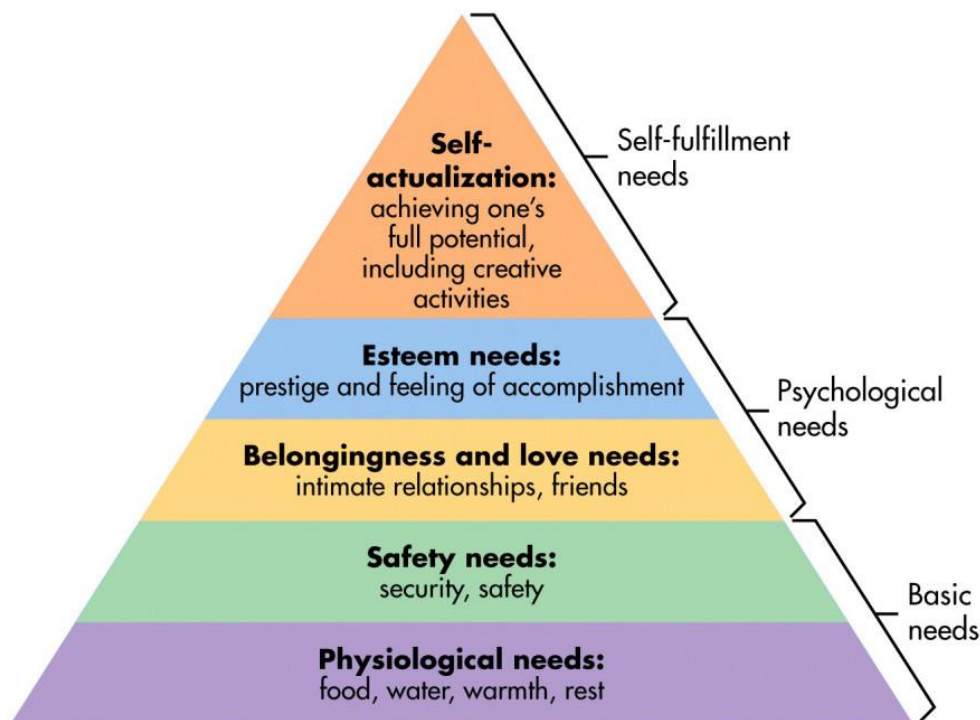 Self-
actualization:
achieving one's
full potential,
including creative
activities
Self-fulfillment
needs
Esteem needs:
prestige and feeling of accomplishment
Psychological
needs
Belongingness and love needs:
intimate relationships, friends
Safety needs:
security, safety
Basic
needs
Physiological needs:
food, water, warmth, rest